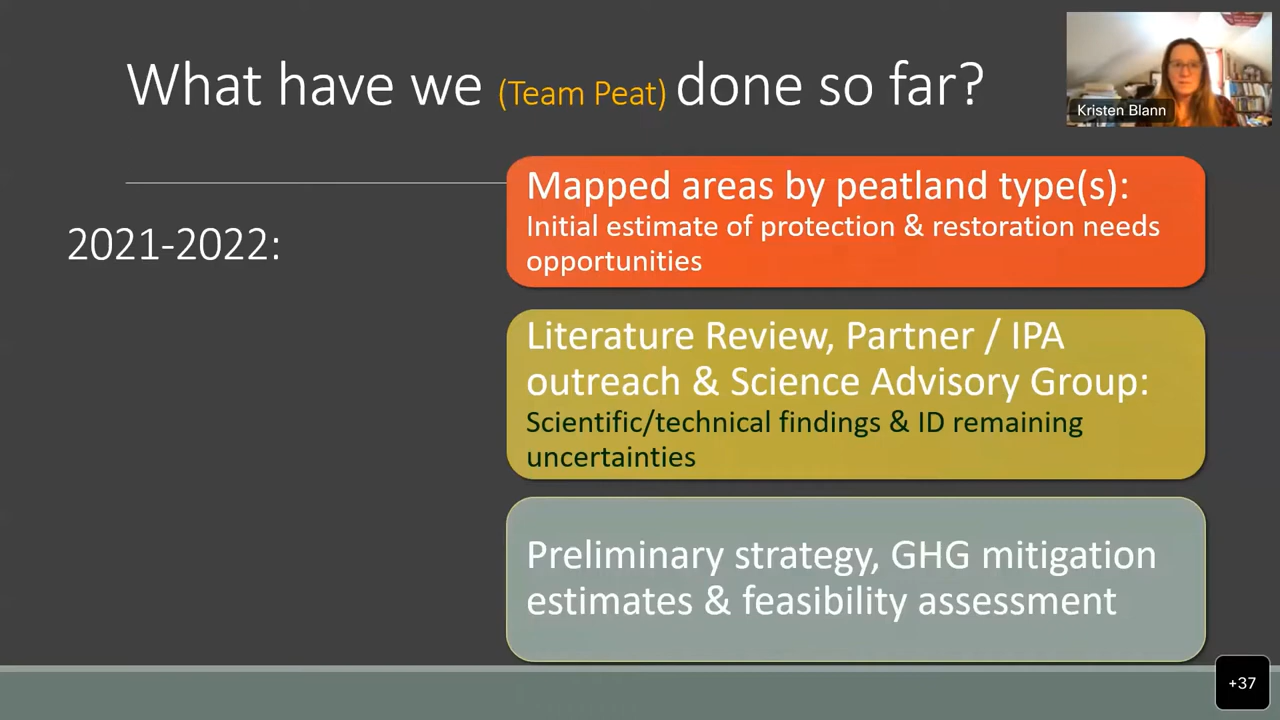 What have we (Team Peat) done so far?
Kristen Blann
2021-2022:
Mapped areas by peatland type(s):
Initial estimate of protection & restoration needs
opportunities
Literature Review, Partner / IPA
outreach & Science Advisory Group:
Scientific/technical findings & ID remaining
uncertainties
Preliminary strategy, GHG mitigation
estimates & feasibility assessment
+37